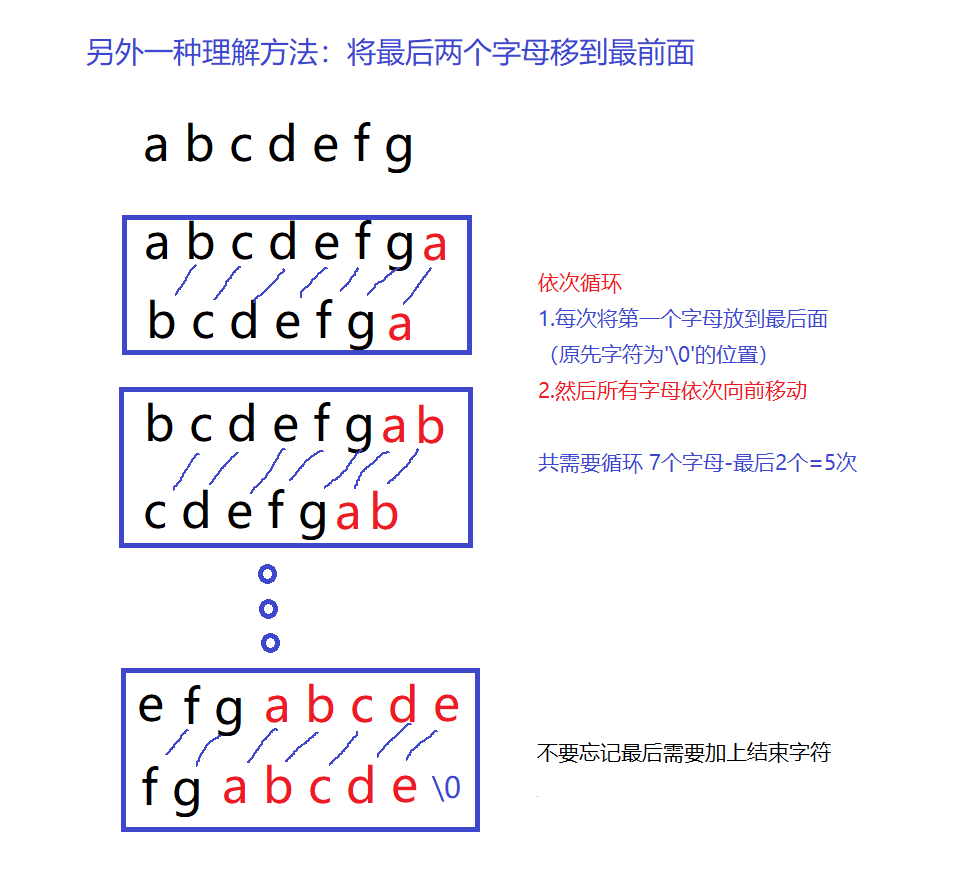 另外一种理解方法：将最后两个字母移到最前面
a b c d e f g
a b c d e f g a
b c d e f g a
依次循环
1.每次将第一个字母放到最后面
（原先字符为'\0'的位置）
2.然后所有字母依次向前移动
b c d e f g a b
c d e f g a b
共需要循环 7个字母-最后2个=5次
e f g a b c d e
f g a b c d e \0
不要忘记最后需要加上结束字符